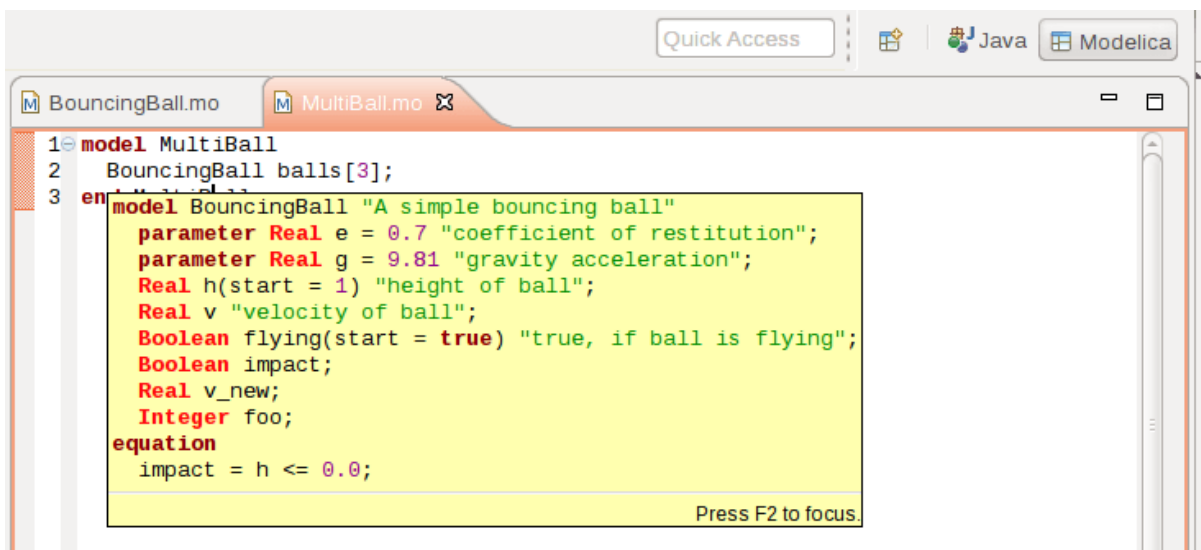 Quick Access
Java
Modelica
BouncingBall.mo
MultiBall.mo
1 model MultiBall
2 BouncingBall balls[3];
3 en
model BouncingBall "A simple bouncing ball"
parameter Real e = 0.7 "coefficient of restitution";
parameter Real g = 9.81 "gravity acceleration";
Real h(start = 1) "height of ball";
Real v "velocity of ball";
Boolean flying(start = true) "true, if ball is flying";
Boolean impact;
Real v_new;
Integer foo;
equation
impact = h <= 0.0;
Press F2 to focus.